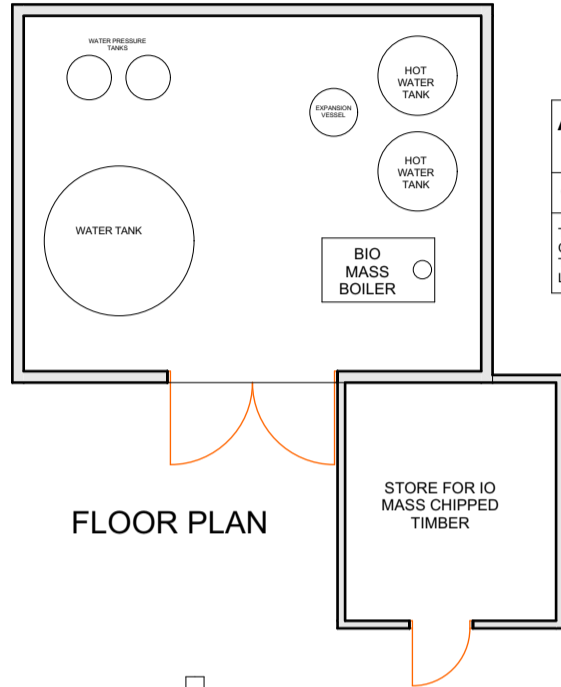 WATER PRESSURE
TANKS
HOT
WATER
TANK
EXPANSION
VESSEL
HOT
WATER
TANK
WATER TANK
BIO
MASS
BOILER
STORE FOR IO
MASS CHIPPED
TIMBER
FLOOR PLAN